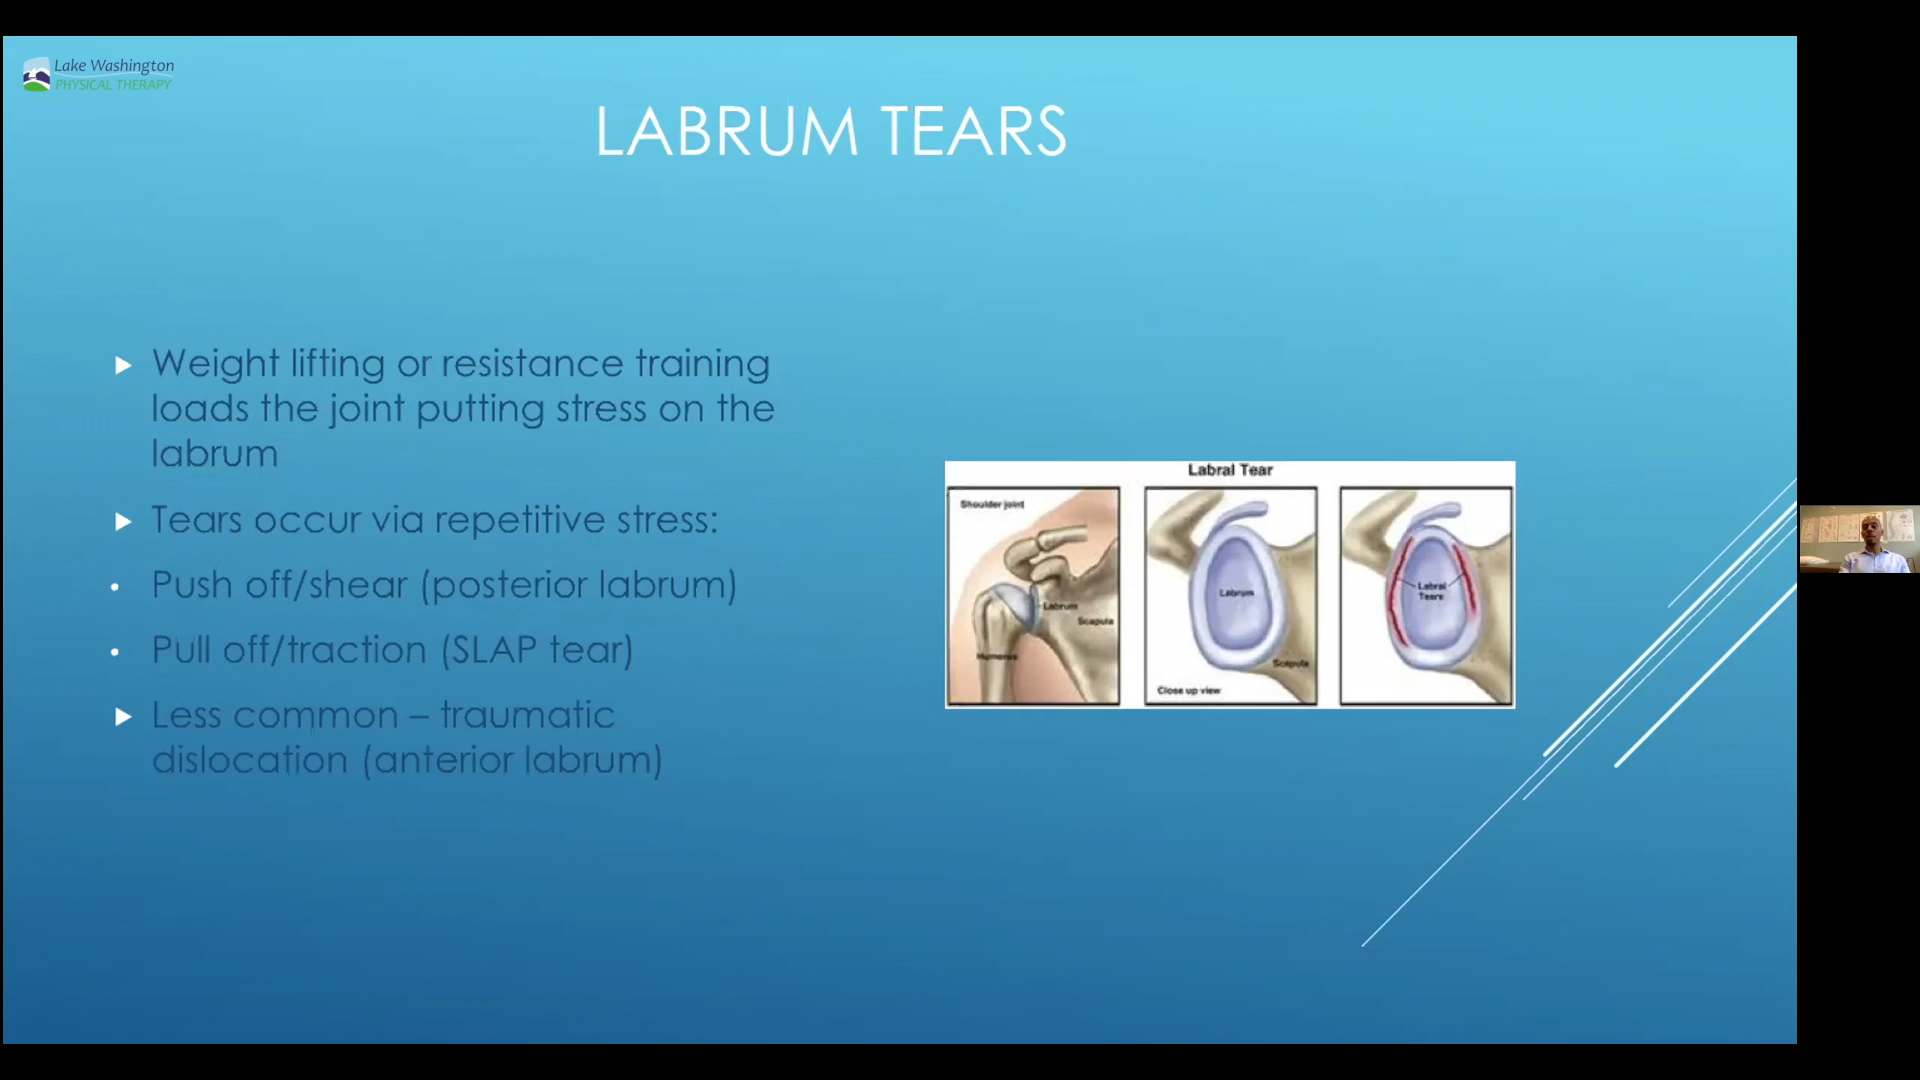 Lake Washington
PHYSICAL THERAPY
LABRUM TEARS
Weight lifting or resistance training
loads the joint putting stress on the
labrum
Tears occur via repetitive stress:
Push off/shear (posterior labrum)
Pull off/traction (SLAP tear)
Less common – traumatic
dislocation (anterior labrum)
Labral Tear
Shoulder joint
Labrum
Scapula
Humerus
Labrum
Scapula
Close up view
Labral
Tears